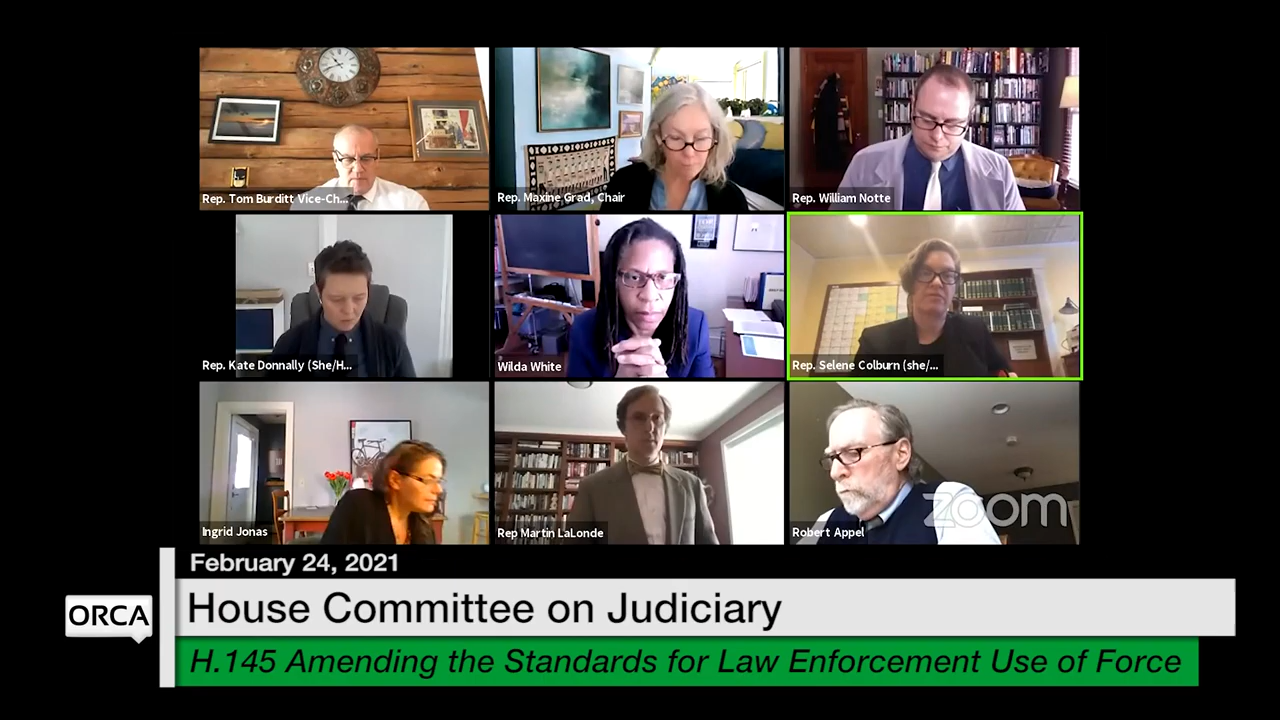 Rep. Tom Burditt Vice-Ch...
Rep. Maxine Grad, Chair
Rep. William Notte
Rep. Kate Donnally (She/H...
Wilda White
Rep. Selene Colburn (she/...
Ingrid Jonas
Rep Martin LaLonde
Robert Appel
zoom
February 24, 2021
ORCA
House Committee on Judiciary
H.145 Amending the Standards for Law Enforcement Use of Force